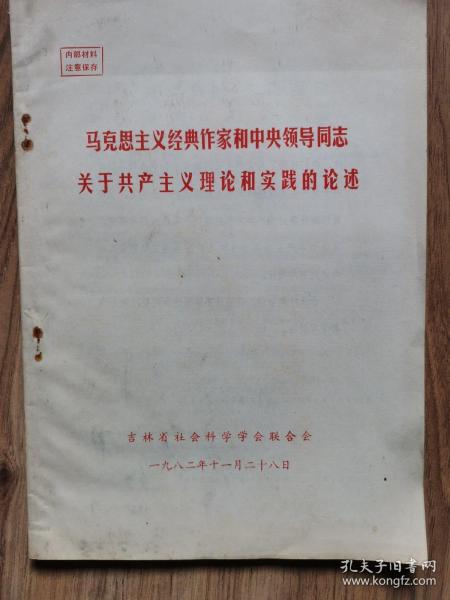 内部材料
注意保存
马克思主义经典作家和中央领导同志
关于共产主义理论和实践的论述
吉林省社会科学学会联合会
一九八二年十一月二十八日
孔夫子旧书网
www.kongfz.com